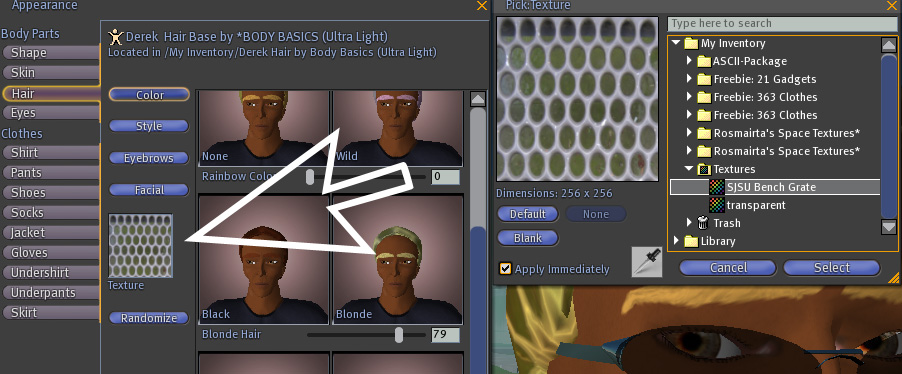 Appearance
Body Parts
Shape
Skin
Hair
Eyes
Clothes
Shirt
Pants
Shoes
Socks
Jacket
Gloves
Undershirt
Underpants
Skirt
Derek Hair Base by *BODY BASICS (Ultra Light)
Located in /My Inventory/Derek Hair by Body Basics (Ultra Light)
Color
Style
Eyebrows
Facial
Texture
Randomize
None
Wild
Rainbow Colo
0
Black
Blonde
Blonde Hair
79
Pick:Texture
Dimensions: 256 x 256
Default
None
Blank
Apply Immediately
Type here to search
My Inventory
ASCII-Package
Freebie: 21 Gadgets
Freebie: 363 Clothes
Freebie: 363 Clothes
Rosmairta's Space Textures*
Rosmairta's Space Textures*
Textures
SJSU Bench Grate
transparent
Trash
Library
Cancel
Select